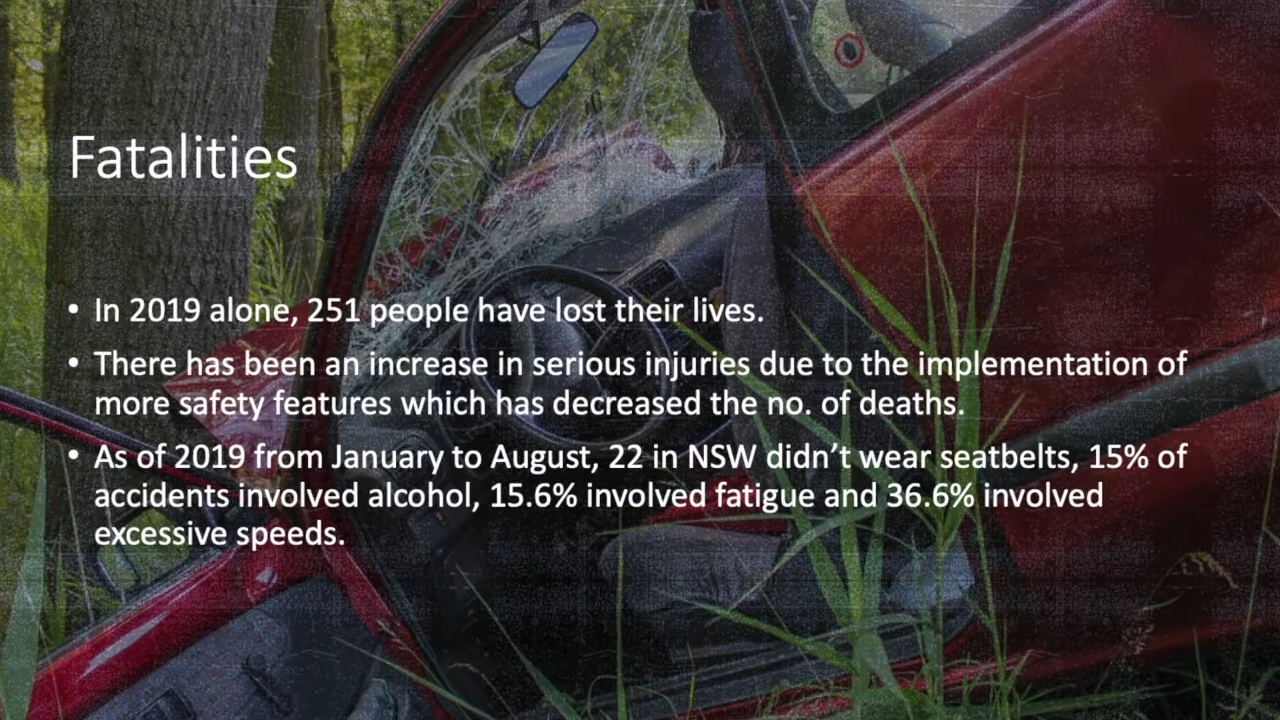 Fatalities
• In 2019 alone, 251 people have lost their lives.
• There has been an increase in serious injuries due to the implementation of
more safety features which has decreased the no. of deaths.
• As of 2019 from January to August, 22 in NSW didn’t wear seatbelts, 15% of
accidents involved alcohol, 15.6% involved fatigue and 36.6% involved
excessive speeds.